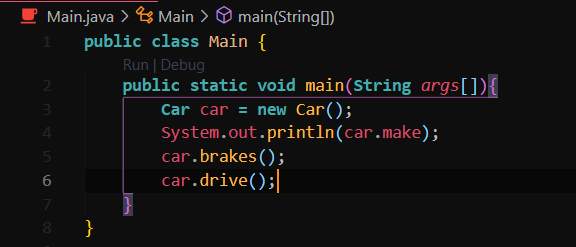 Main.java > Main > main(String[])
1 public class Main {
Run | Debug
2 public static void main(String args[]){
3 Car car = new Car();
4 System.out.println(car.make);
5 car.brakes();
6 car.drive();
7 }
8 }